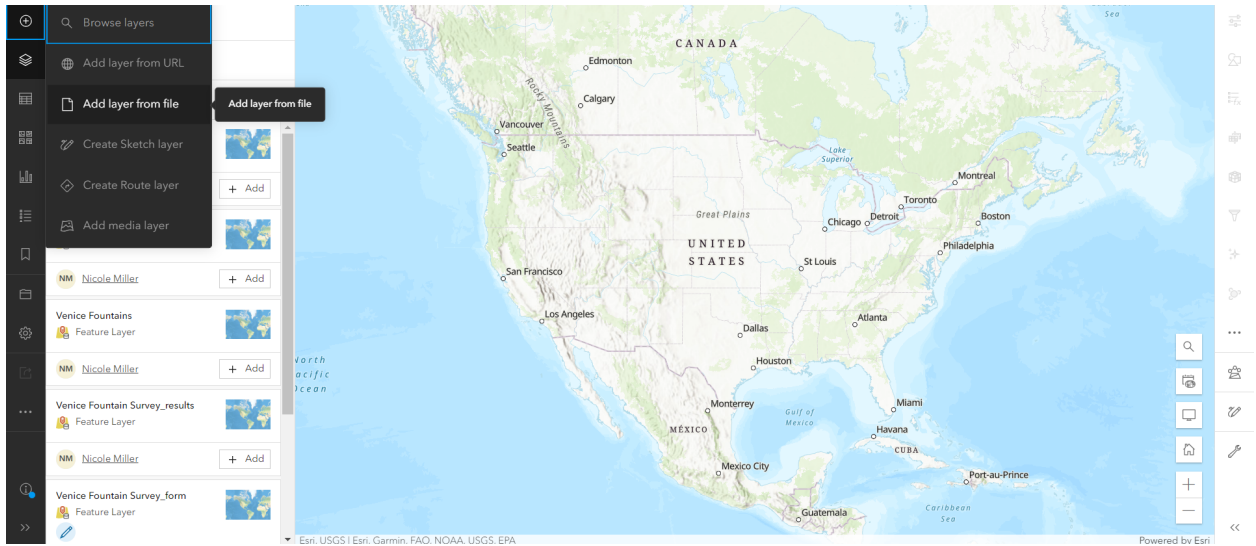 Browse layers
Add layer from URL
Add layer from file
Add layer from file
Create Sketch layer
Create Route layer
Add media layer
+ Add
NM Nicole Miller
+ Add
Venice Fountains
Feature Layer
NM Nicole Miller
+ Add
Venice Fountain Survey_results
Feature Layer
NM Nicole Miller
+ Add
Venice Fountain Survey_form
Feature Layer
Sea
CANADA
Edmonton
Rocky Mountains
Calgary
Vancouver
Seattle
Lake
Superior
Montreal
Toronto
Great Plains
Chicago
Detroit
Boston
UNITED
STATES
Philadelphia
St Louis
San Francisco
Los Angeles
Atlanta
Dallas
North
acific
Ocean
Houston
Monterrey
Gulf of
Mexico
Miami
MÉXICO
Havana
CUBA
Mexico City
Port-au-Prince
Guatemala
Caribbean
Sea
Esri, USGS | Esri, Garmin, FAO, NOAA, USGS, EPA
Powered by Esri